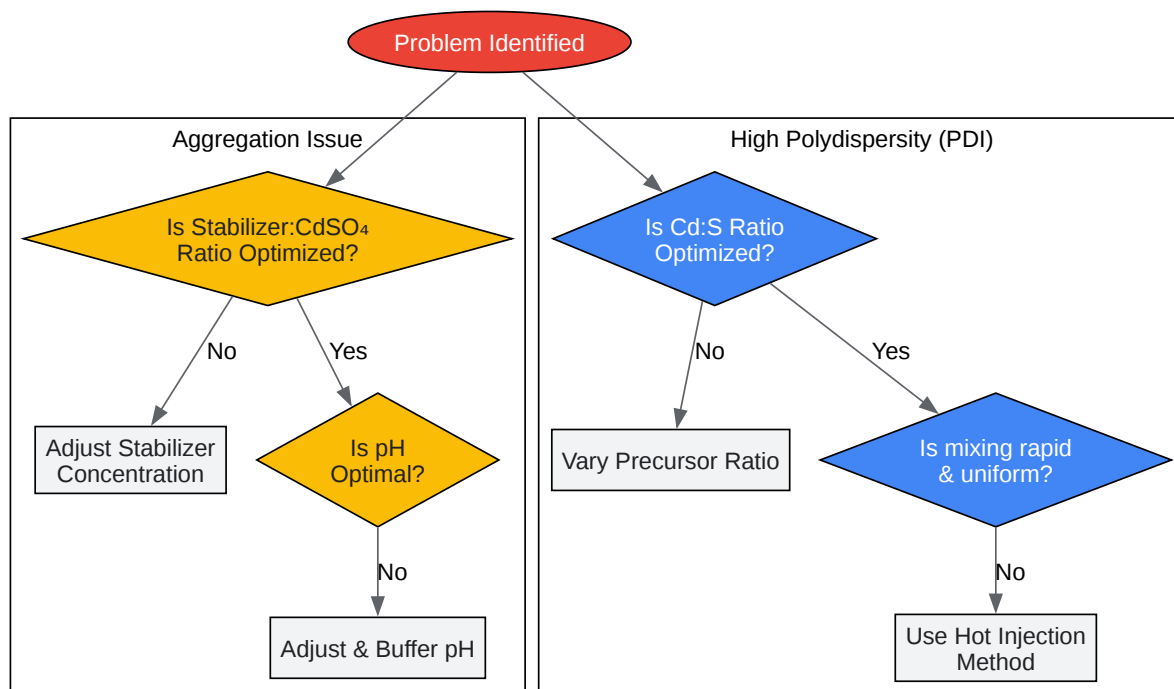 Problem Identified
Aggregation Issue
Is Stabilizer:CdSO₄
Ratio Optimized?
No
Yes
Adjust Stabilizer
Concentration
Is pH
Optimal?
No
Adjust & Buffer pH
High Polydispersity (PDI)
Is Cd:S Ratio
Optimized?
No
Yes
Vary Precursor Ratio
Is mixing rapid
& uniform?
No
Use Hot Injection
Method